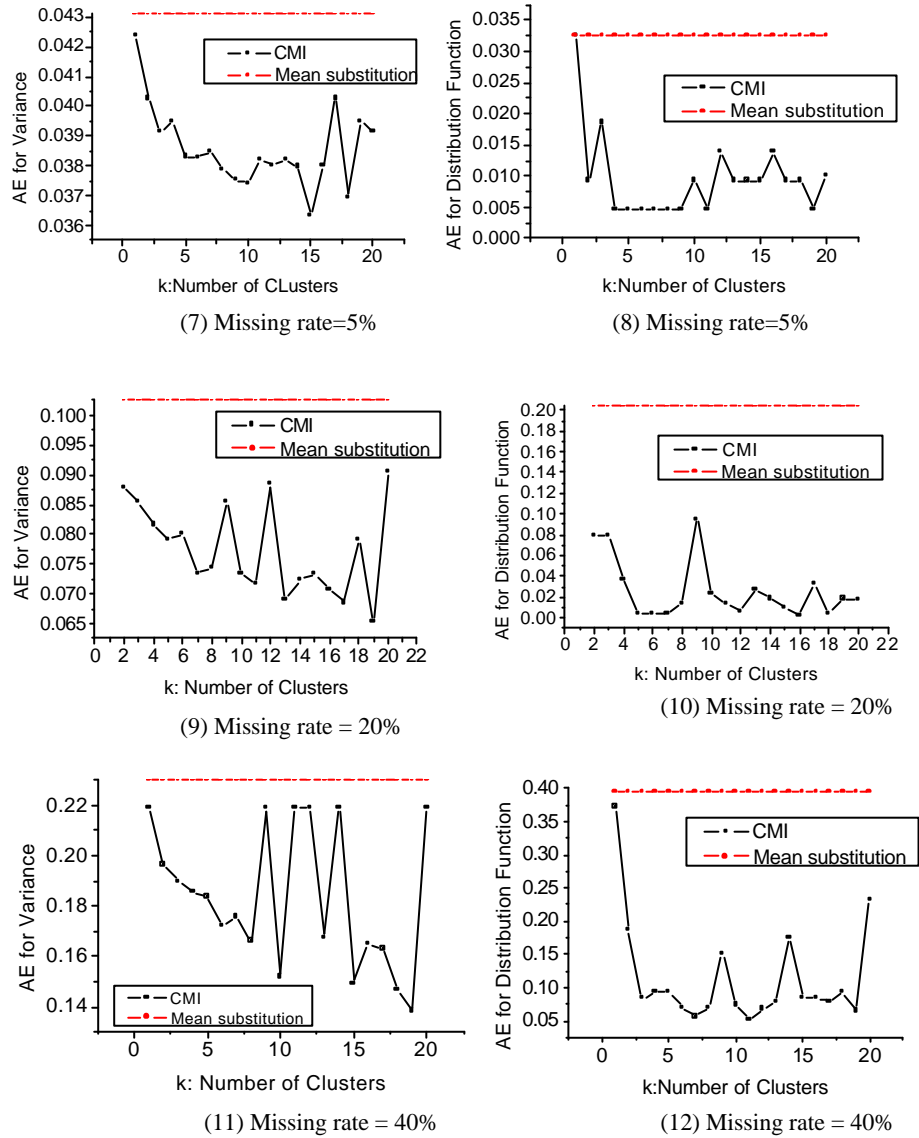 0.043
0.042
0.041
0.040
0.039
0.038
0.037
0.036
AE for Variance
CMI
Mean substitution
0 5 10 15 20
k:Number of CLusters
(7) Missing rate=5%
0.035
0.030
0.025
0.020
0.015
0.010
0.005
0.000
AE for Distribution Function
CMI
Mean substitution
0 5 10 15 20
k:Number of Clusters
(8) Missing rate=5%
0.100
0.095
0.090
0.085
0.080
0.075
0.070
0.065
AE for Variance
CMI
Mean substitution
0 2 4 6 8 10 12 14 16 18 20 22
k: Number of Clusters
(9) Missing rate = 20%
0.20
0.18
0.16
0.14
0.12
0.10
0.08
0.06
0.04
0.02
0.00
AE for Distribution Function
CMI
Mean substitution
0 2 4 6 8 10 12 14 16 18 20 22
k: Number of Clusters
(10) Missing rate = 20%
0.22
0.20
0.18
0.16
0.14
AE for Variance
CMI
Mean substitution
0 5 10 15 20
k: Number of Clusters
(11) Missing rate = 40%
0.40
0.35
0.30
0.25
0.20
0.15
0.10
0.05
AE for Distribution Function
CMI
Mean substitution
0 5 10 15 20
k:Number of Clusters
(12) Missing rate = 40%